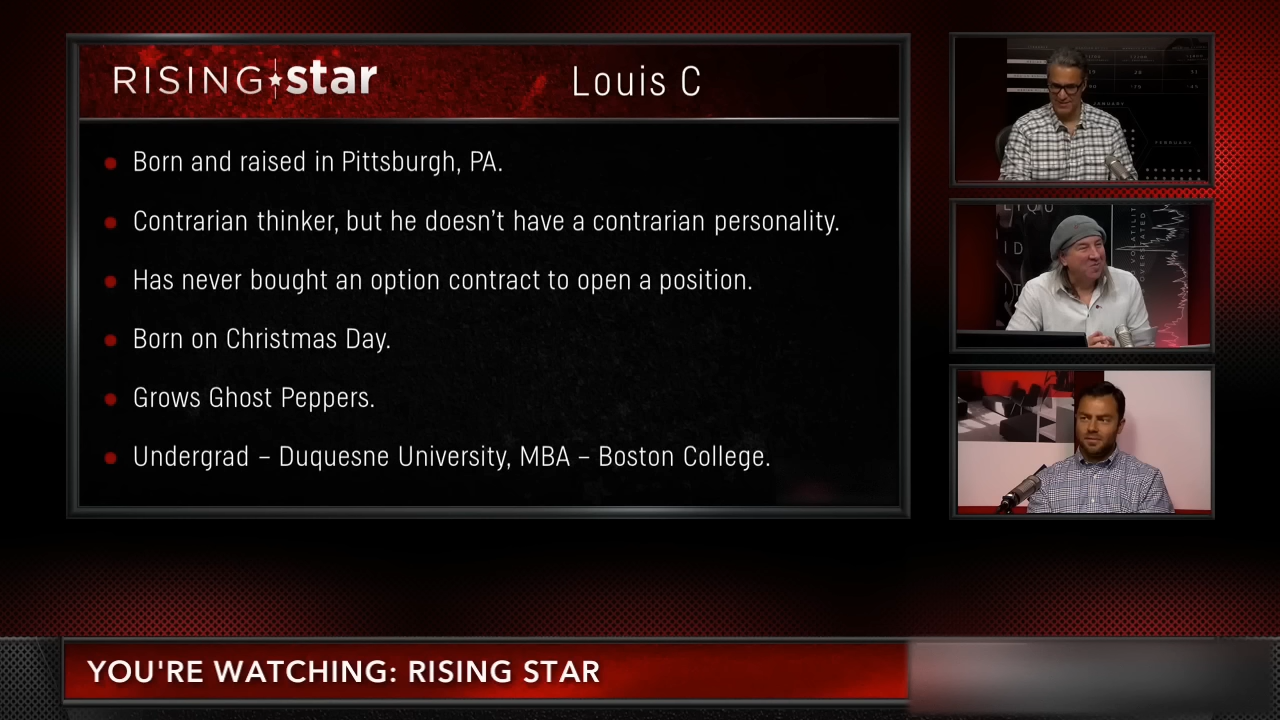 RISING star
Louis C
Born and raised in Pittsburgh, PA.
Contrarian thinker, but he doesn't have a contrarian personality.
Has never bought an option contract to open a position.
Born on Christmas Day.
Grows Ghost Peppers.
Undergrad – Duquesne University, MBA – Boston College.
JANUARY
FEBRUARY
YOU'RE WATCHING: RISING STAR